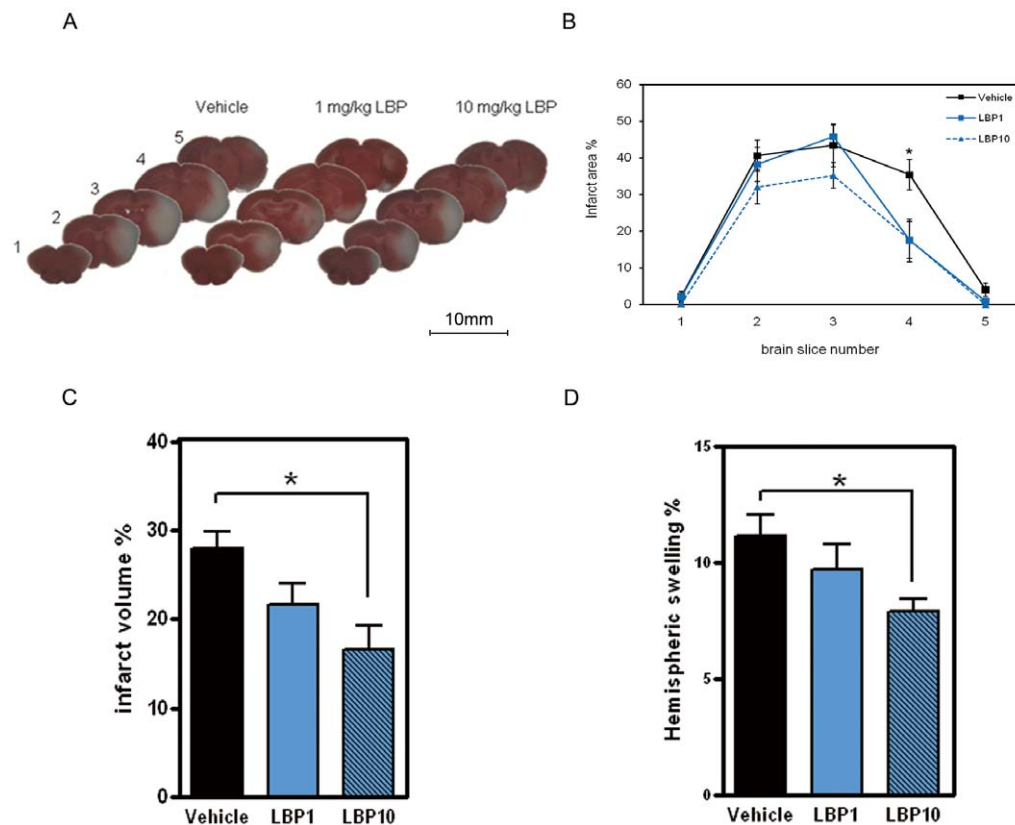 A
Vehicle 1 mg/kg LBP 10 mg/kg LBP
5
4
3
2
1
10mm
B
60
50
40
30
20
10
0
Infarct area %
Vehicle
LBP1
LBP10
*
1 2 3 4 5
brain slice number
C
40
30
20
10
0
infarct volume %
*
Vehicle LBP1 LBP10
D
15
10
5
0
Hemispheric swelling %
*
Vehicle LBP1 LBP10